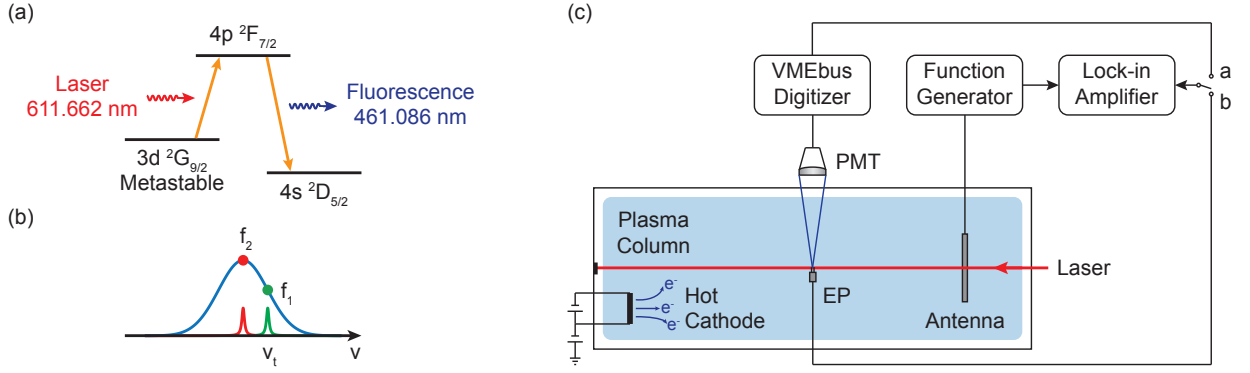 (a)
4p ²F₇/₂
Laser
611.662 nm
Fluorescence
461.086 nm
3d ²G₉/₂
Metastable
4s ²D₅/₂
(b)
f₂
f₁
vₜ
v
(c)
VMEbus
Digitizer
Function
Generator
Lock-in
Amplifier
a
b
PMT
Plasma
Column
Laser
EP
e⁻
e⁻
e⁻
Hot
Cathode
Antenna